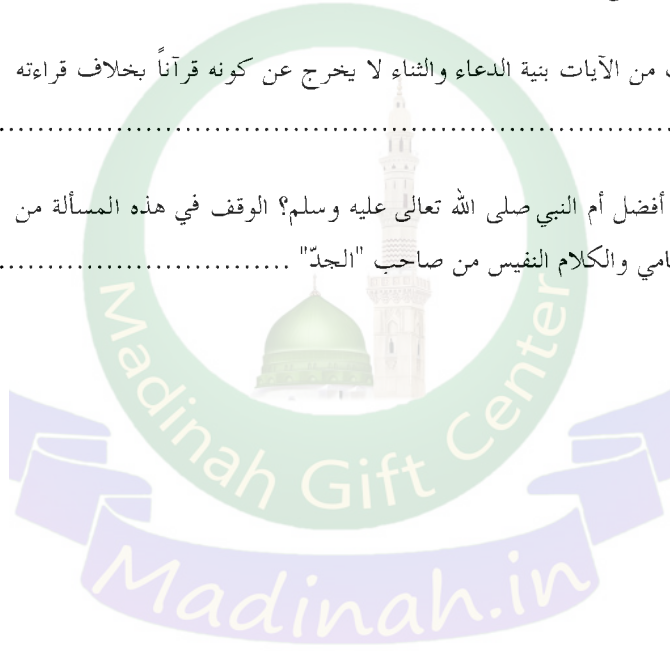 من الآيات بنية الدعاء والثناء لا يخرج عن كونه قرآناً بخلاف قراءته
......................................................................
أفضل أم النبي صلى الله تعالى عليه وسلم؟ الوقف في هذه المسألة من
والكلام النفيس من صاحب "الجدّ" ..............................
Madinah Gift Center
Madinah.in